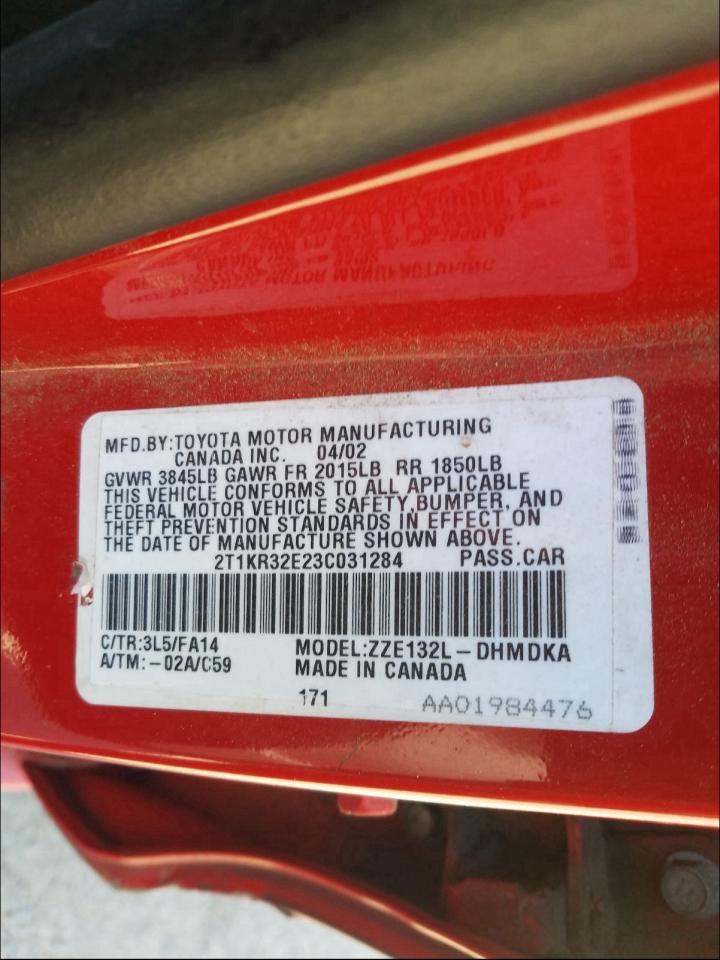 MFD.BY:TOYOTA MOTOR MANUFACTURING
CANADA INC. 04/02
GVWR 3845LB GAWR FR 2015LB RR 1850LB
THIS VEHICLE CONFORMS TO ALL APPLICABLE
FEDERAL MOTOR VEHICLE SAFETY,BUMPER, AND
THEFT PREVENTION STANDARDS IN EFFECT ON
THE DATE OF MANUFACTURE SHOWN ABOVE.
2T1KR32E23C031284 PASS.CAR
C/TR:3L5/FA14 MODEL:ZZE132L-DHMDKA
A/TM:-02A/C59 MADE IN CANADA
171 AA01984476